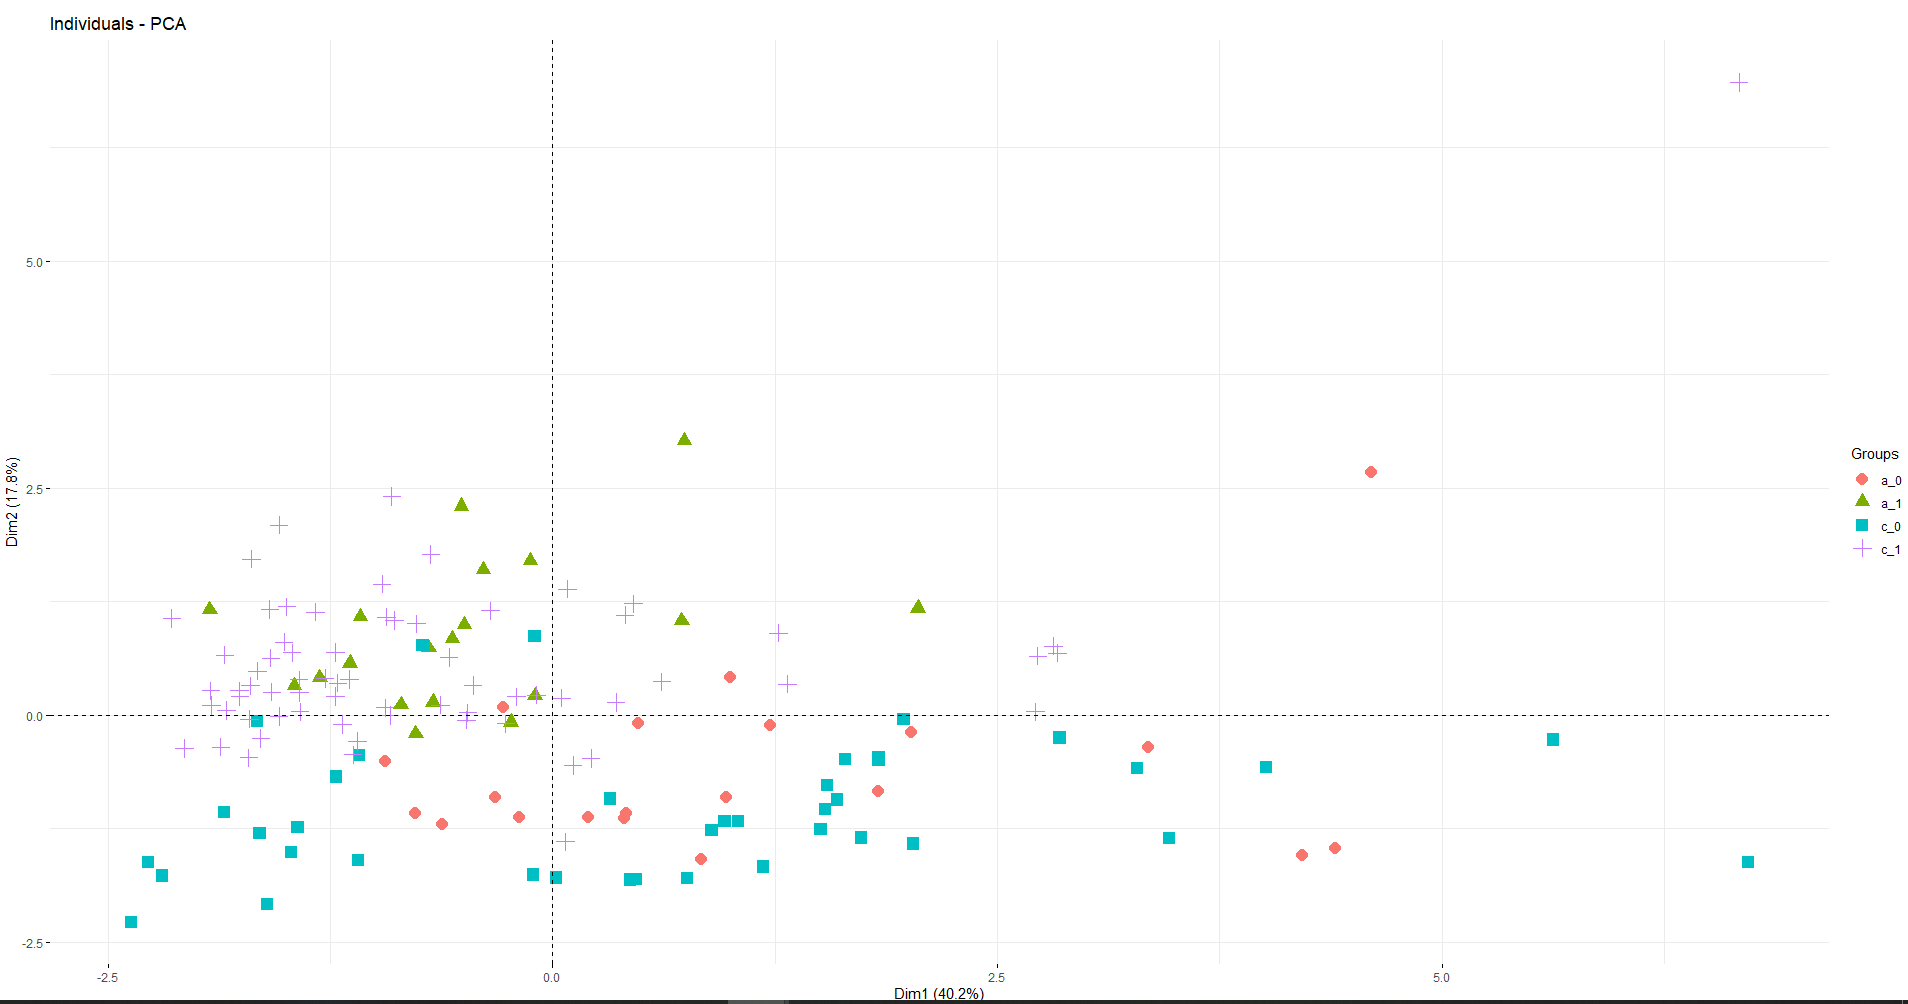 Individuals - PCA
5.0
2.5
0.0
-2.5
Dim2 (17.8%)
-2.5
0.0
2.5
5.0
Dim1 (40.2%)
Groups
a_0
a_1
c_0
c_1